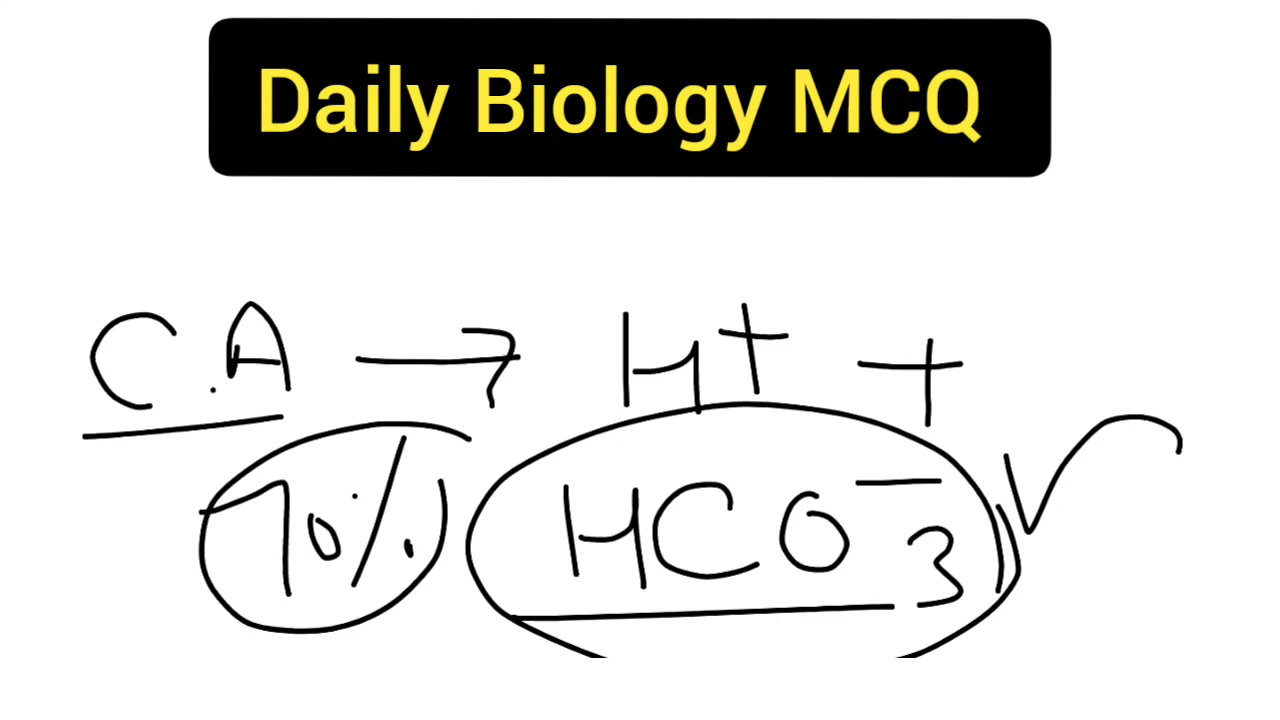 Daily Biology MCQ
C.A → H⁺ +
70% HCO₃⁻